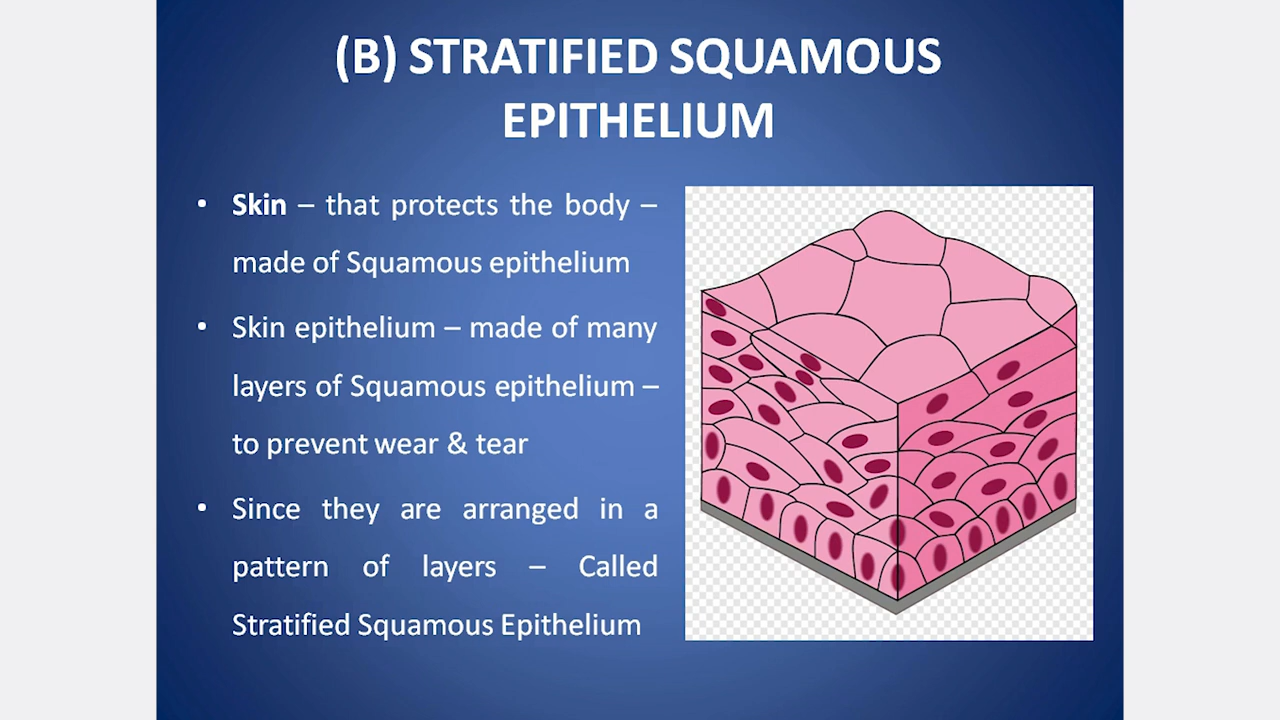 (B) STRATIFIED SQUAMOUS
EPITHELIUM
• Skin – that protects the body –
made of Squamous epithelium
• Skin epithelium – made of many
layers of Squamous epithelium –
to prevent wear & tear
• Since they are arranged in a
pattern of layers – Called
Stratified Squamous Epithelium